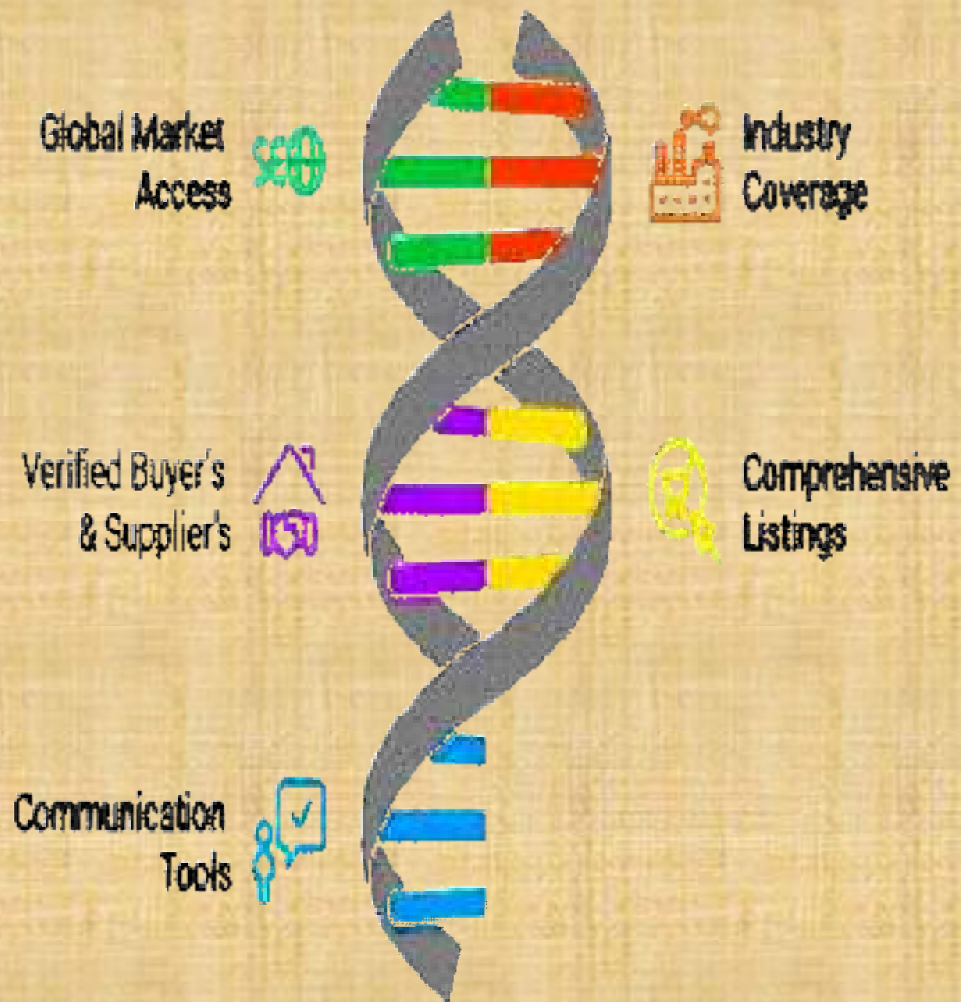 Global Market
Access
Industry
Coverage
Verified Buyer's
& Supplier's
Comprehensive
Listings
Communication
Tools